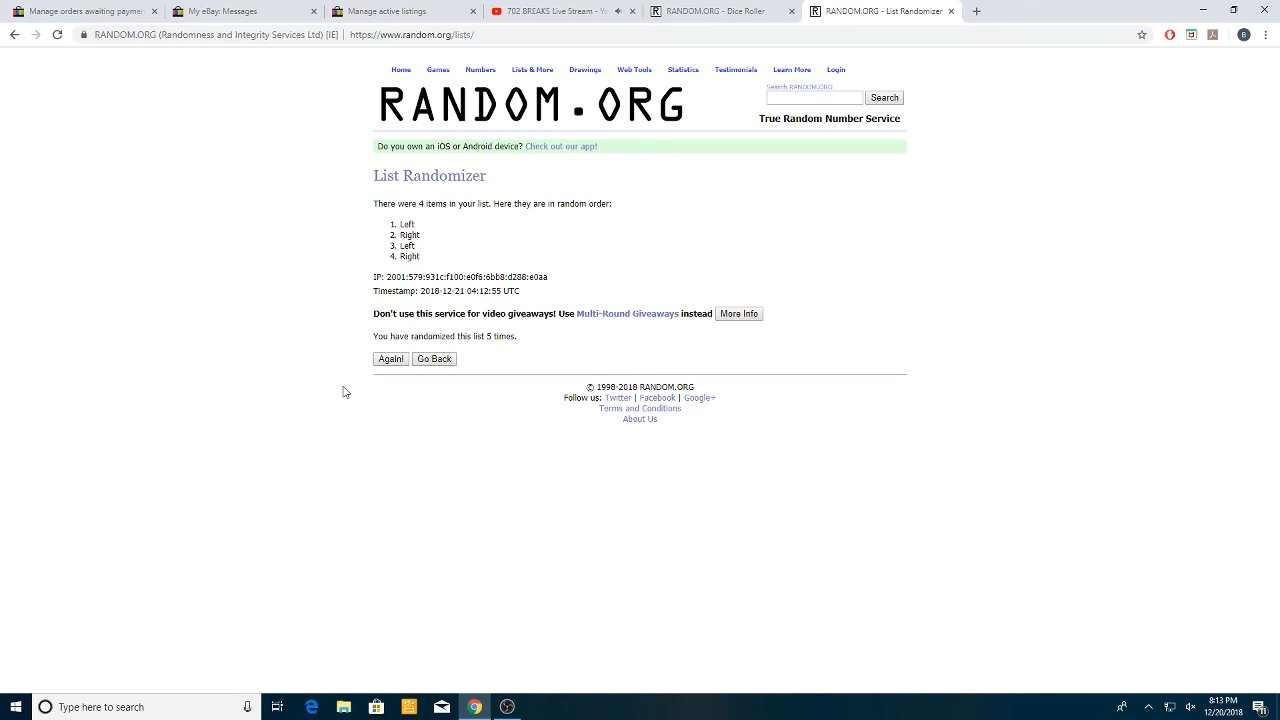 Manage orders awaiting paymen
My eBay: Messages
Manage active listings
702 BREAKS Live Stream - Yo
RANDOM.ORG - Dice Roller
RANDOM.ORG - List Randomizer
RANDOM.ORG (Randomness and Integrity Services Ltd) [IE] | https://www.random.org/lists/
B
Home Games Numbers Lists & More Drawings Web Tools Statistics Testimonials Learn More Login
RANDOM.ORG
Search RANDOM.ORG
Search
True Random Number Service
Do you own an iOS or Android device? Check out our app!
List Randomizer
There were 4 items in your list. Here they are in random order:
1. Left
2. Right
3. Left
4. Right
IP: 2001:579:931c:f100:e0f6:6bb8:d288:e0aa
Timestamp: 2018-12-21 04:12:55 UTC
Don't use this service for video giveaways! Use Multi-Round Giveaways instead More Info
You have randomized this list 5 times.
Again! Go Back
© 1998-2018 RANDOM.ORG
Follow us: Twitter | Facebook | Google+
Terms and Conditions
About Us
Type here to search
8:13 PM
12/20/2018